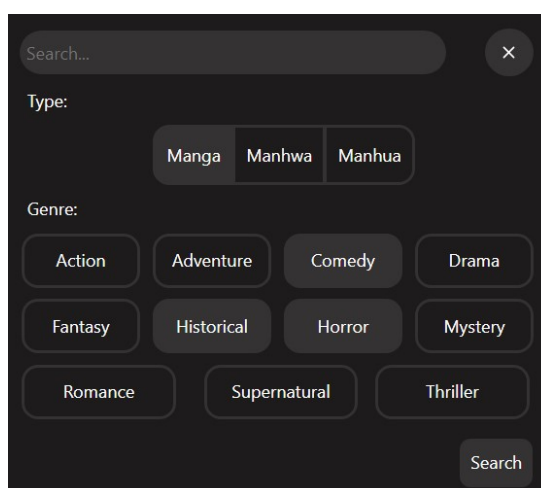 Search...
Type:
Manga Manhwa Manhua
Genre:
Action Adventure Comedy Drama
Fantasy Historical Horror Mystery
Romance Supernatural Thriller
Search